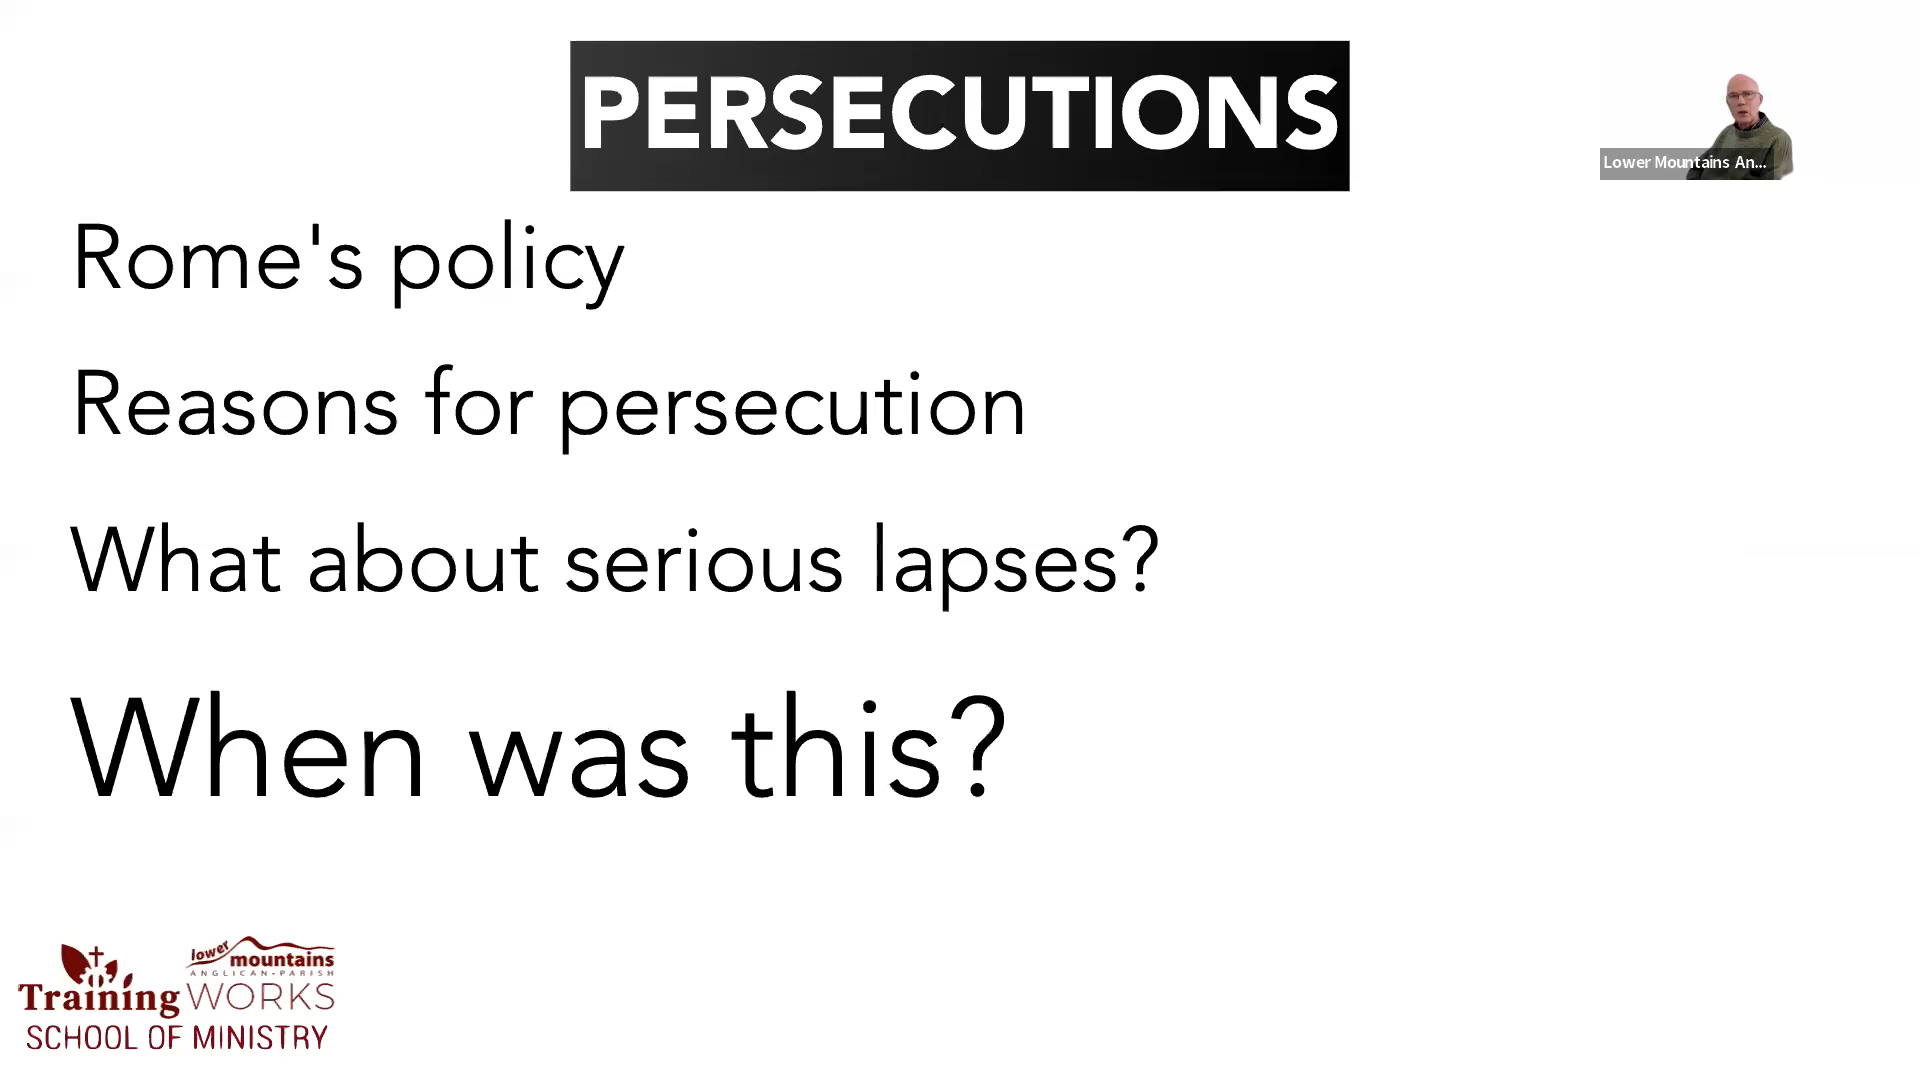 PERSECUTIONS
Lower Mountains An...
Rome's policy
Reasons for persecution
What about serious lapses?
When was this?
lower
mountains
ANGLICAN-PARISH
Training WORKS
SCHOOL OF MINISTRY